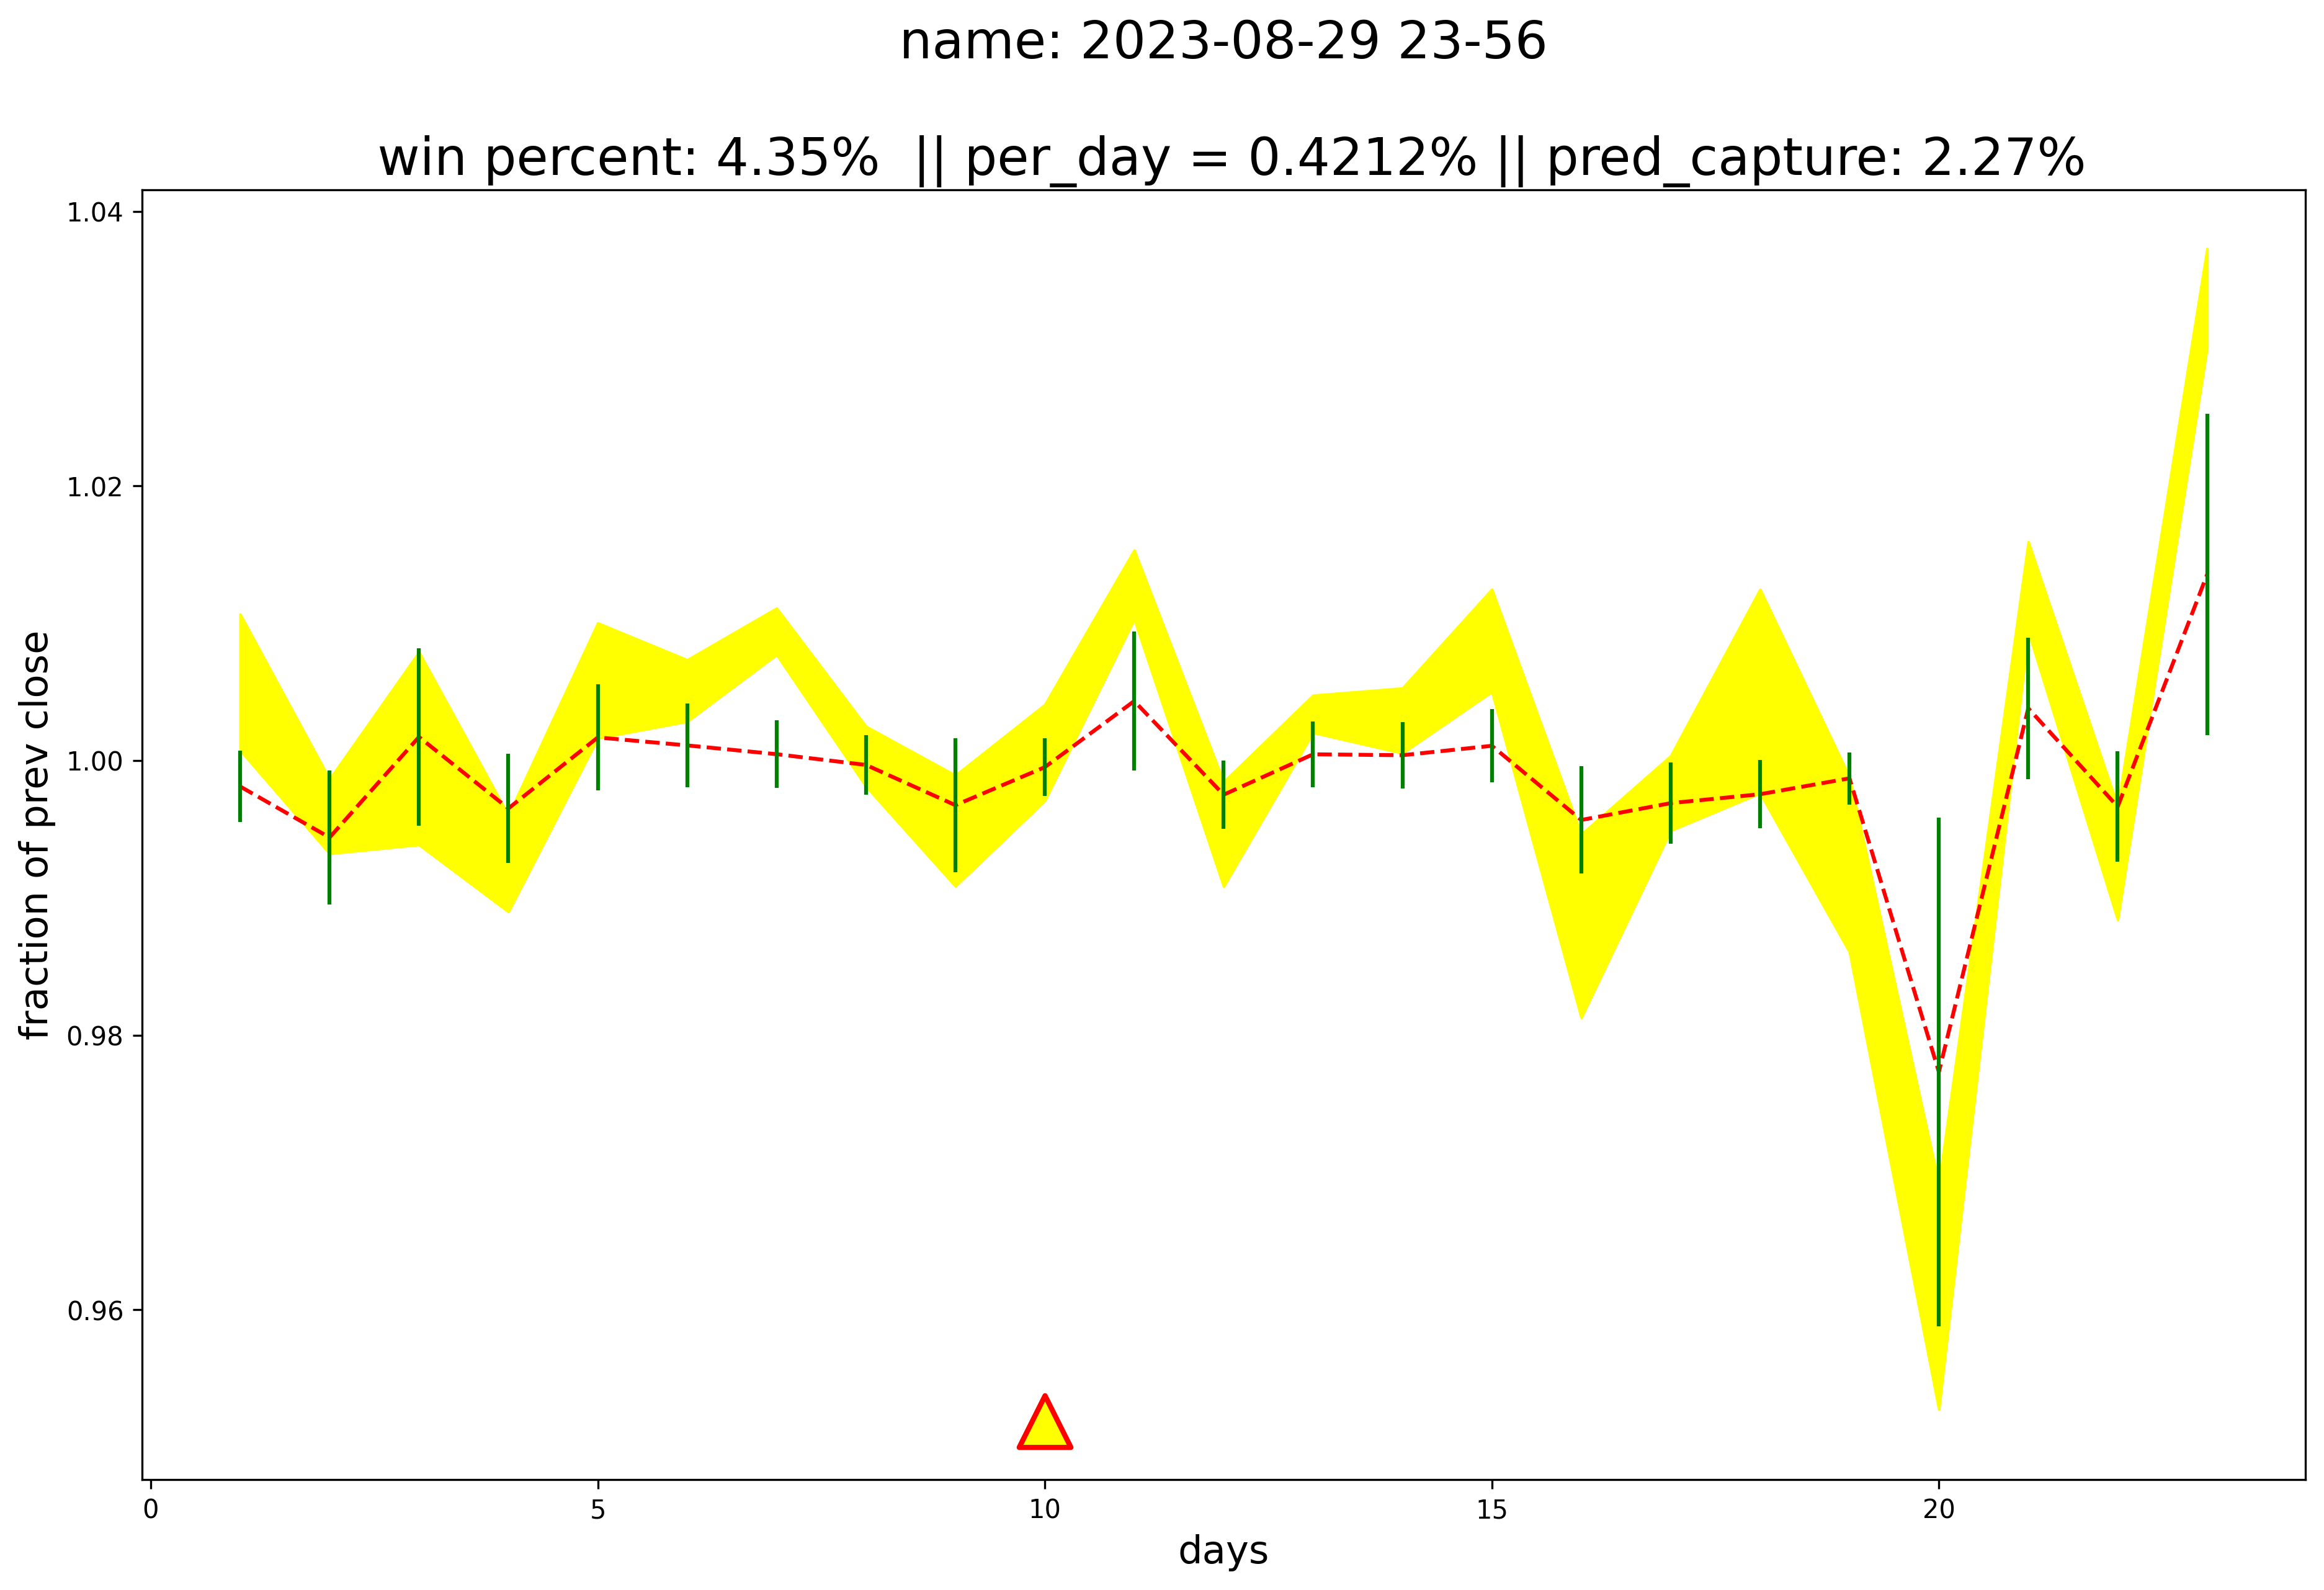 name: 2023-08-29 23-56
win percent: 4.35%  || per_day = 0.4212% || pred_capture: 2.27%
1.04
1.02
1.00
0.98
0.96
fraction of prev close
0
5
10
15
20
days